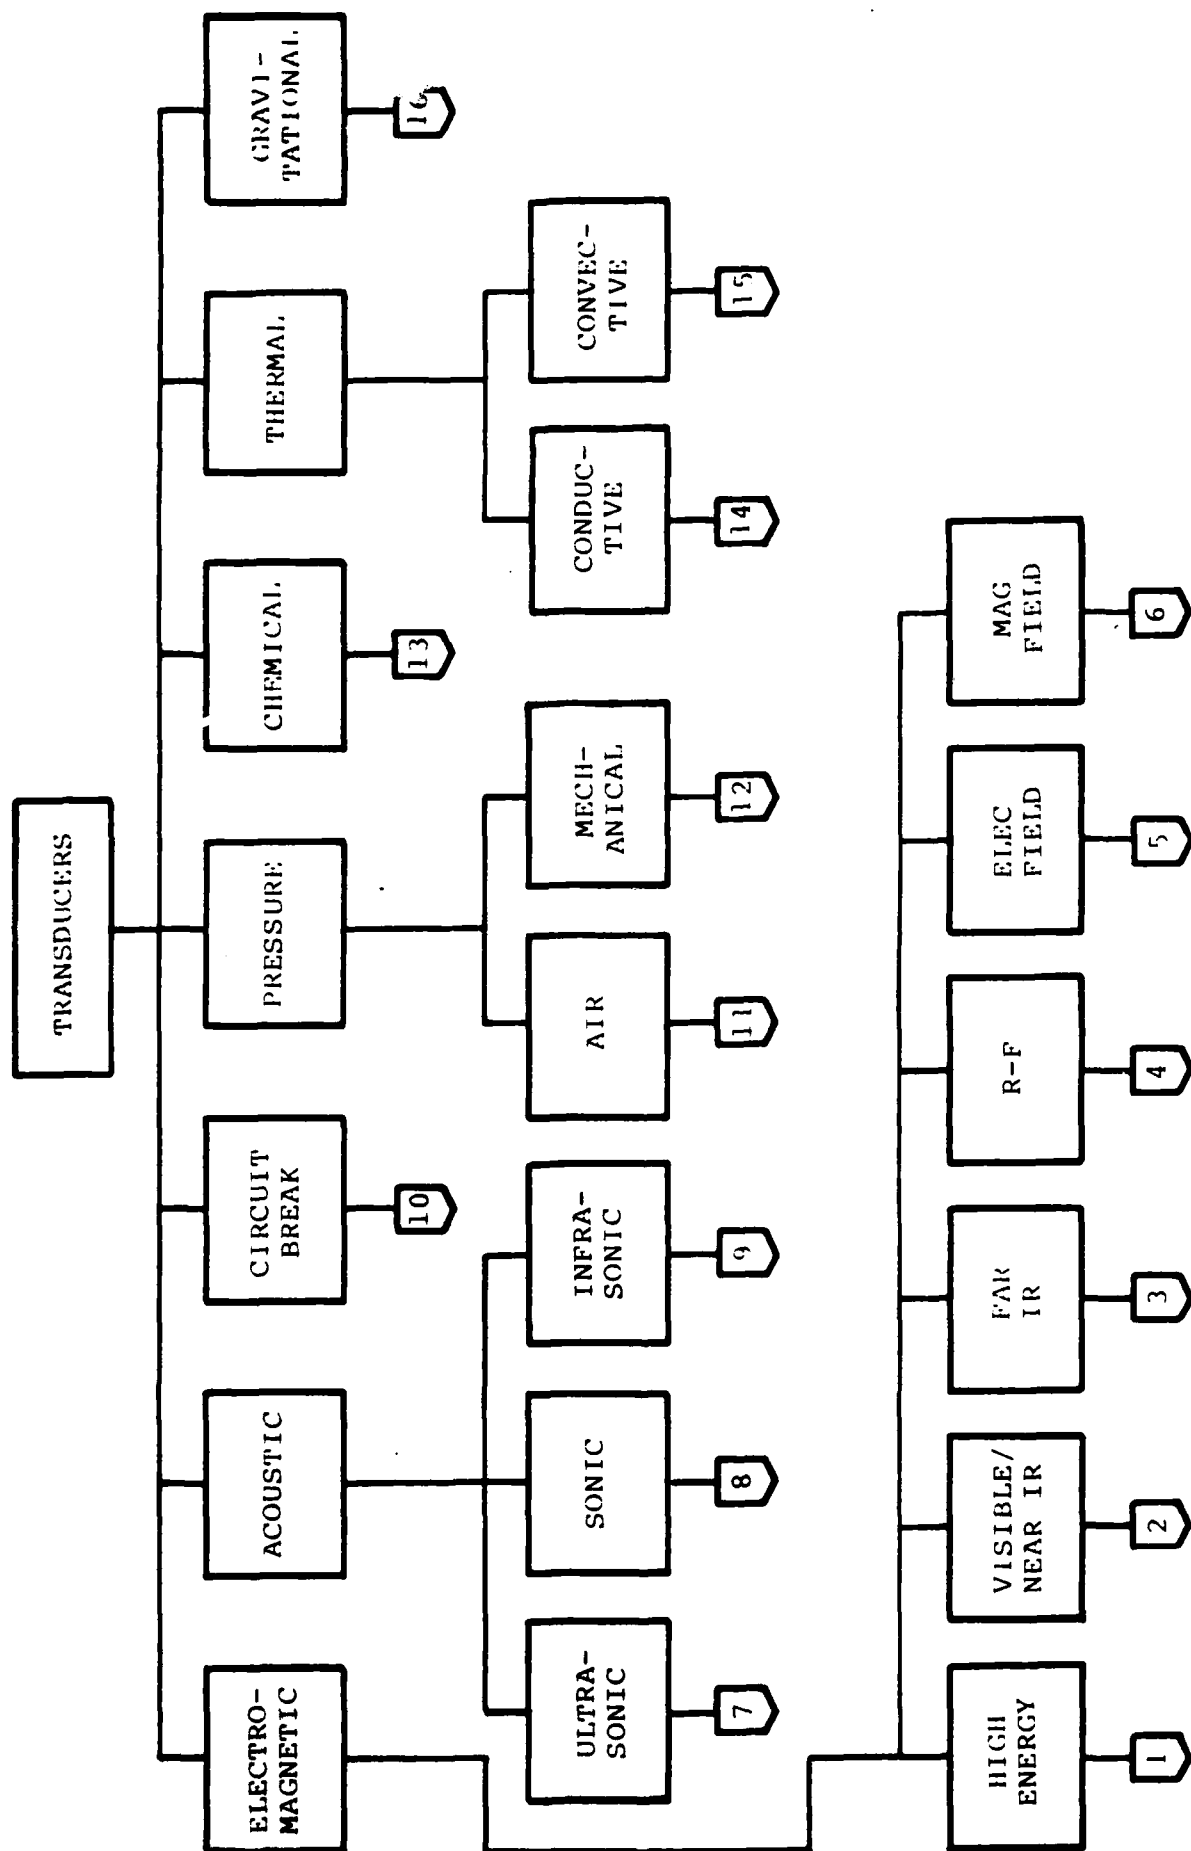 TRANSDUCERS
ELECTRO-
MAGNETIC
ACOUSTIC
CIRCUIT
BREAK
PRESSURE
CHEMICAL
THERMAL
GRAVI-
TATIONAL
10
13
16
ULTRA-
SONIC
SONIC
INFRA-
SONIC
AIR
MECH-
ANICAL
CONDUC-
TIVE
CONVEC-
TIVE
7
8
9
11
12
14
15
HIGH
ENERGY
VISIBLE/
NEAR IR
FAR
IR
R-F
ELEC
FIELD
MAG
FIELD
1
2
3
4
5
6